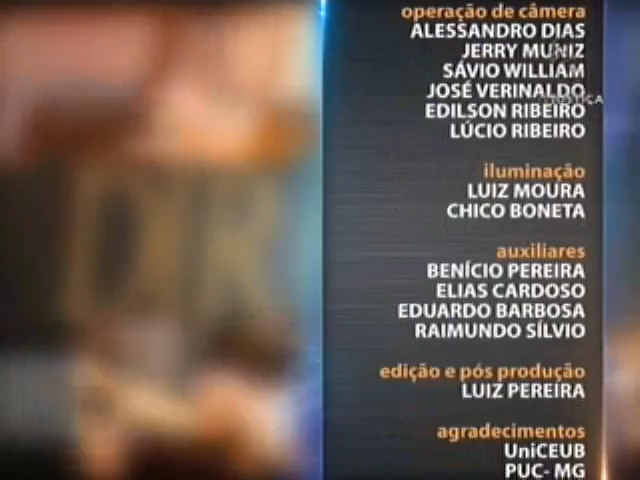 operação de câmera
ALESSANDRO DIAS
JERRY MUNIZ
SÁVIO WILLIAM
JOSÉ VERINALDO
JUSTIÇA
EDILSON RIBEIRO
LÚCIO RIBEIRO
iluminação
LUIZ MOURA
CHICO BONETA
auxiliares
BENÍCIO PEREIRA
ELIAS CARDOSO
EDUARDO BARBOSA
RAIMUNDO SÍLVIO
edição e pós produção
LUIZ PEREIRA
agradecimentos
UniCEUB
PUC- MG